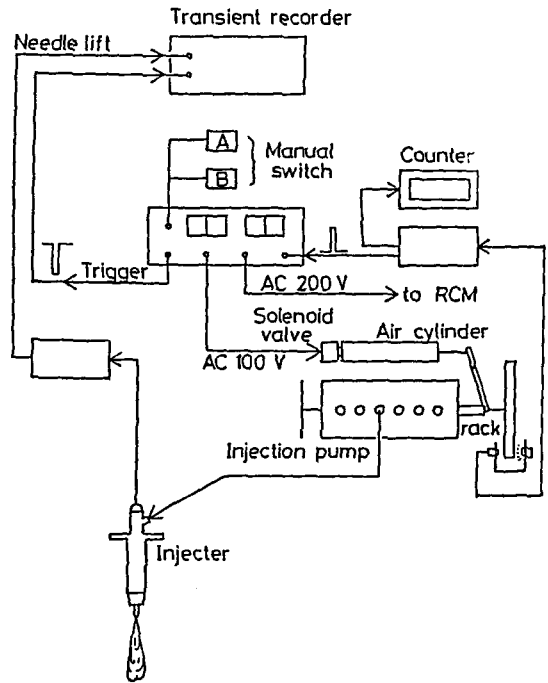 Transient recorder
Needle lift
A
B
Manual
switch
Counter
Trigger
AC 200 V
to RCM
Solenoid
valve
Air cylinder
AC 100 V
rack
Injection pump
Injecter